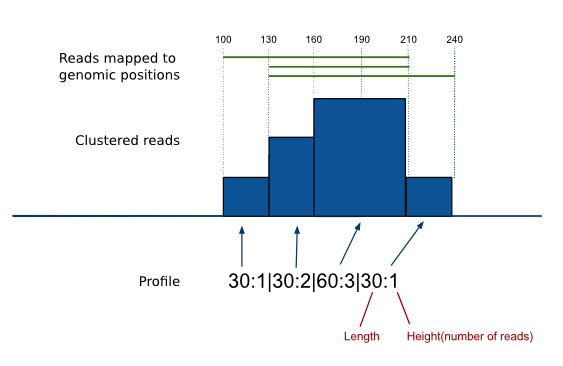 100 130 160 190 210 240
Reads mapped to
genomic positions
Clustered reads
Profile
30:1|30:2|60:3|30:1
Length
Height(number of reads)